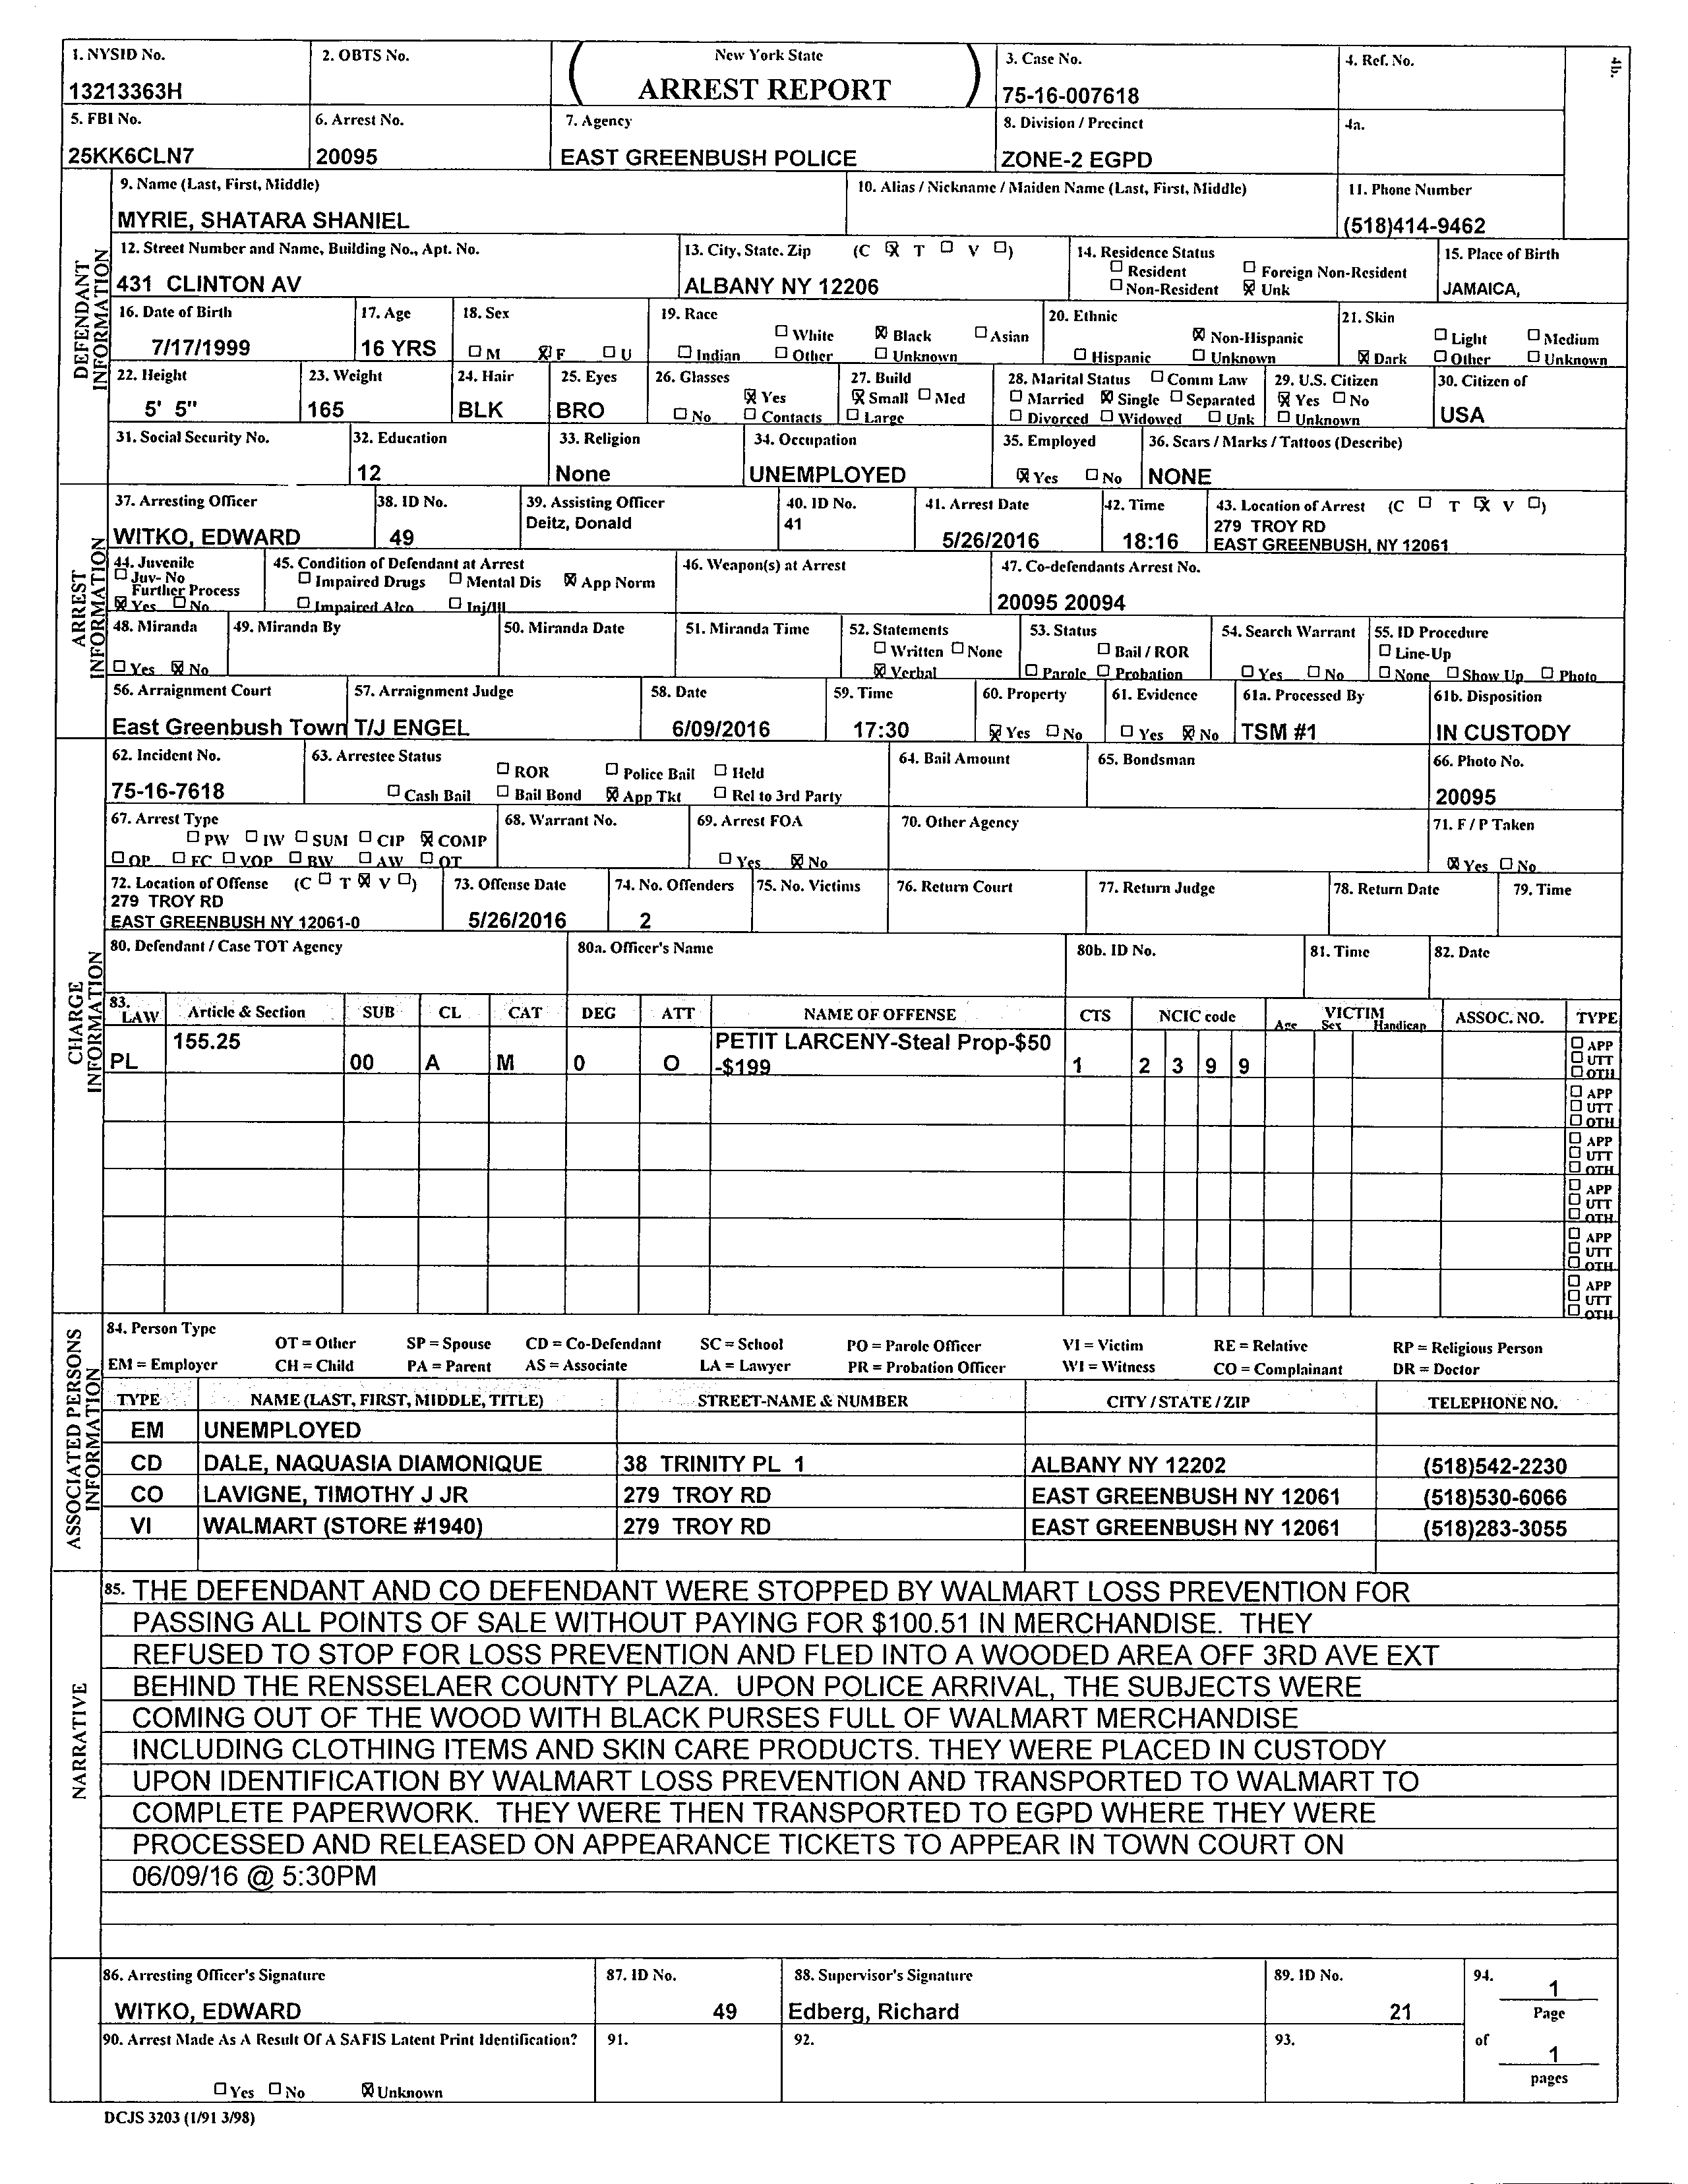 1. NYSID No.
13213363H
2. OBTS No.
New York State
ARREST REPORT
3. Case No.
75-16-007618
4. Ref. No.
4b.
5. FBI No.
25KK6CLN7
6. Arrest No.
20095
7. Agency
EAST GREENBUSH POLICE
8. Division / Precinct
ZONE-2 EGPD
4a.
DEFENDANT INFORMATION
9. Name (Last, First, Middle)
MYRIE, SHATARA SHANIEL
10. Alias / Nickname / Maiden Name (Last, First, Middle)
11. Phone Number
(518)414-9462
12. Street Number and Name, Building No., Apt. No.
431 CLINTON AV
13. City, State. Zip (C ☒ T ☐ V ☐)
ALBANY NY 12206
14. Residence Status
☐ Resident ☐ Foreign Non-Resident
☐ Non-Resident ☒ Unk
15. Place of Birth
JAMAICA,
16. Date of Birth
7/17/1999
17. Age
16 YRS
18. Sex
☐ M ☒ F ☐ U
19. Race
☐ White ☒ Black ☐ Asian
☐ Indian ☐ Other ☐ Unknown
20. Ethnic
☒ Non-Hispanic
☐ Hispanic ☐ Unknown
21. Skin
☐ Light ☐ Medium
☒ Dark ☐ Other ☐ Unknown
22. Height
5' 5"
23. Weight
165
24. Hair
BLK
25. Eyes
BRO
26. Glasses
☒ Yes
☐ No ☐ Contacts
27. Build
☒ Small ☐ Med
☐ Large
28. Marital Status ☐ Comm Law
☐ Married ☒ Single ☐ Separated
☐ Divorced ☐ Widowed ☐ Unk
29. U.S. Citizen
☒ Yes ☐ No
☐ Unknown
30. Citizen of
USA
31. Social Security No.
32. Education
12
33. Religion
None
34. Occupation
UNEMPLOYED
35. Employed
☒ Yes ☐ No
36. Scars / Marks / Tattoos (Describe)
NONE
ARREST INFORMATION
37. Arresting Officer
WITKO, EDWARD
38. ID No.
49
39. Assisting Officer
Deitz, Donald
40. ID No.
41
41. Arrest Date
5/26/2016
42. Time
18:16
43. Location of Arrest (C ☐ T ☒ V ☐)
279 TROY RD
EAST GREENBUSH, NY 12061
44. Juvenile
☐ Juv- No
Further Process
☒ Yes ☐ No
45. Condition of Defendant at Arrest
☐ Impaired Drugs ☐ Mental Dis ☒ App Norm
☐ Impaired Alco ☐ Inj/Ill
46. Weapon(s) at Arrest
47. Co-defendants Arrest No.
20095 20094
48. Miranda
☐ Yes ☒ No
49. Miranda By
50. Miranda Date
51. Miranda Time
52. Statements
☐ Written ☐ None
☒ Verbal
53. Status
☐ Bail / ROR
☐ Parole ☐ Probation
54. Search Warrant
☐ Yes ☐ No
55. ID Procedure
☐ Line-Up
☐ None ☐ Show Up ☐ Photo
56. Arraignment Court
East Greenbush Town
57. Arraignment Judge
T/J ENGEL
58. Date
6/09/2016
59. Time
17:30
60. Property
☒ Yes ☐ No
61. Evidence
☐ Yes ☒ No
61a. Processed By
TSM #1
61b. Disposition
IN CUSTODY
CHARGE INFORMATION
62. Incident No.
75-16-7618
63. Arrestee Status
☐ ROR ☐ Police Bail ☐ Held
☐ Cash Bail ☐ Bail Bond ☒ App Tkt ☐ Rel to 3rd Party
64. Bail Amount
65. Bondsman
66. Photo No.
20095
67. Arrest Type
☐ PW ☐ IW ☐ SUM ☐ CIP ☒ COMP
☐ OP ☐ FC ☐ VOP ☐ BW ☐ AW ☐ OT
68. Warrant No.
69. Arrest FOA
☐ Yes ☒ No
70. Other Agency
71. F / P Taken
☒ Yes ☐ No
72. Location of Offense (C ☐ T ☒ V ☐)
279 TROY RD
EAST GREENBUSH NY 12061-0
73. Offense Date
5/26/2016
74. No. Offenders
2
75. No. Victims
76. Return Court
77. Return Judge
78. Return Date
79. Time
80. Defendant / Case TOT Agency
80a. Officer's Name
80b. ID No.
81. Time
82. Date
83. LAW Article & Section SUB CL CAT DEG ATT NAME OF OFFENSE CTS NCIC code VICTIM Age Sex Handicap ASSOC. NO. TYPE
PL 155.25 00 A M 0 O PETIT LARCENY-Steal Prop-$50
-$199 1 2 3 9 9
☐ APP
☐ UTT
☐ OTH
☐ APP
☐ UTT
☐ OTH
☐ APP
☐ UTT
☐ OTH
☐ APP
☐ UTT
☐ OTH
☐ APP
☐ UTT
☐ OTH
☐ APP
☐ UTT
☐ OTH
ASSOCIATED PERSONS INFORMATION
84. Person Type
OT = Other SP = Spouse CD = Co-Defendant SC = School PO = Parole Officer VI = Victim RE = Relative RP = Religious Person
EM = Employer CH = Child PA = Parent AS = Associate LA = Lawyer PR = Probation Officer WI = Witness CO = Complainant DR = Doctor
TYPE NAME (LAST, FIRST, MIDDLE, TITLE) STREET-NAME & NUMBER CITY / STATE / ZIP TELEPHONE NO.
EM UNEMPLOYED
CD DALE, NAQUASIA DIAMONIQUE 38 TRINITY PL 1 ALBANY NY 12202 (518)542-2230
CO LAVIGNE, TIMOTHY J JR 279 TROY RD EAST GREENBUSH NY 12061 (518)530-6066
VI WALMART (STORE #1940) 279 TROY RD EAST GREENBUSH NY 12061 (518)283-3055
NARRATIVE
85. THE DEFENDANT AND CO DEFENDANT WERE STOPPED BY WALMART LOSS PREVENTION FOR
PASSING ALL POINTS OF SALE WITHOUT PAYING FOR $100.51 IN MERCHANDISE. THEY
REFUSED TO STOP FOR LOSS PREVENTION AND FLED INTO A WOODED AREA OFF 3RD AVE EXT
BEHIND THE RENSSELAER COUNTY PLAZA. UPON POLICE ARRIVAL, THE SUBJECTS WERE
COMING OUT OF THE WOOD WITH BLACK PURSES FULL OF WALMART MERCHANDISE
INCLUDING CLOTHING ITEMS AND SKIN CARE PRODUCTS. THEY WERE PLACED IN CUSTODY
UPON IDENTIFICATION BY WALMART LOSS PREVENTION AND TRANSPORTED TO WALMART TO
COMPLETE PAPERWORK. THEY WERE THEN TRANSPORTED TO EGPD WHERE THEY WERE
PROCESSED AND RELEASED ON APPEARANCE TICKETS TO APPEAR IN TOWN COURT ON
06/09/16 @ 5:30PM
86. Arresting Officer's Signature
WITKO, EDWARD
87. ID No.
49
88. Supervisor's Signature
Edberg, Richard
89. ID No.
21
94.
1
Page
of
1
pages
90. Arrest Made As A Result Of A SAFIS Latent Print Identification?
☐ Yes ☐ No ☒ Unknown
91.
92.
93.
DCJS 3203 (1/91 3/98)